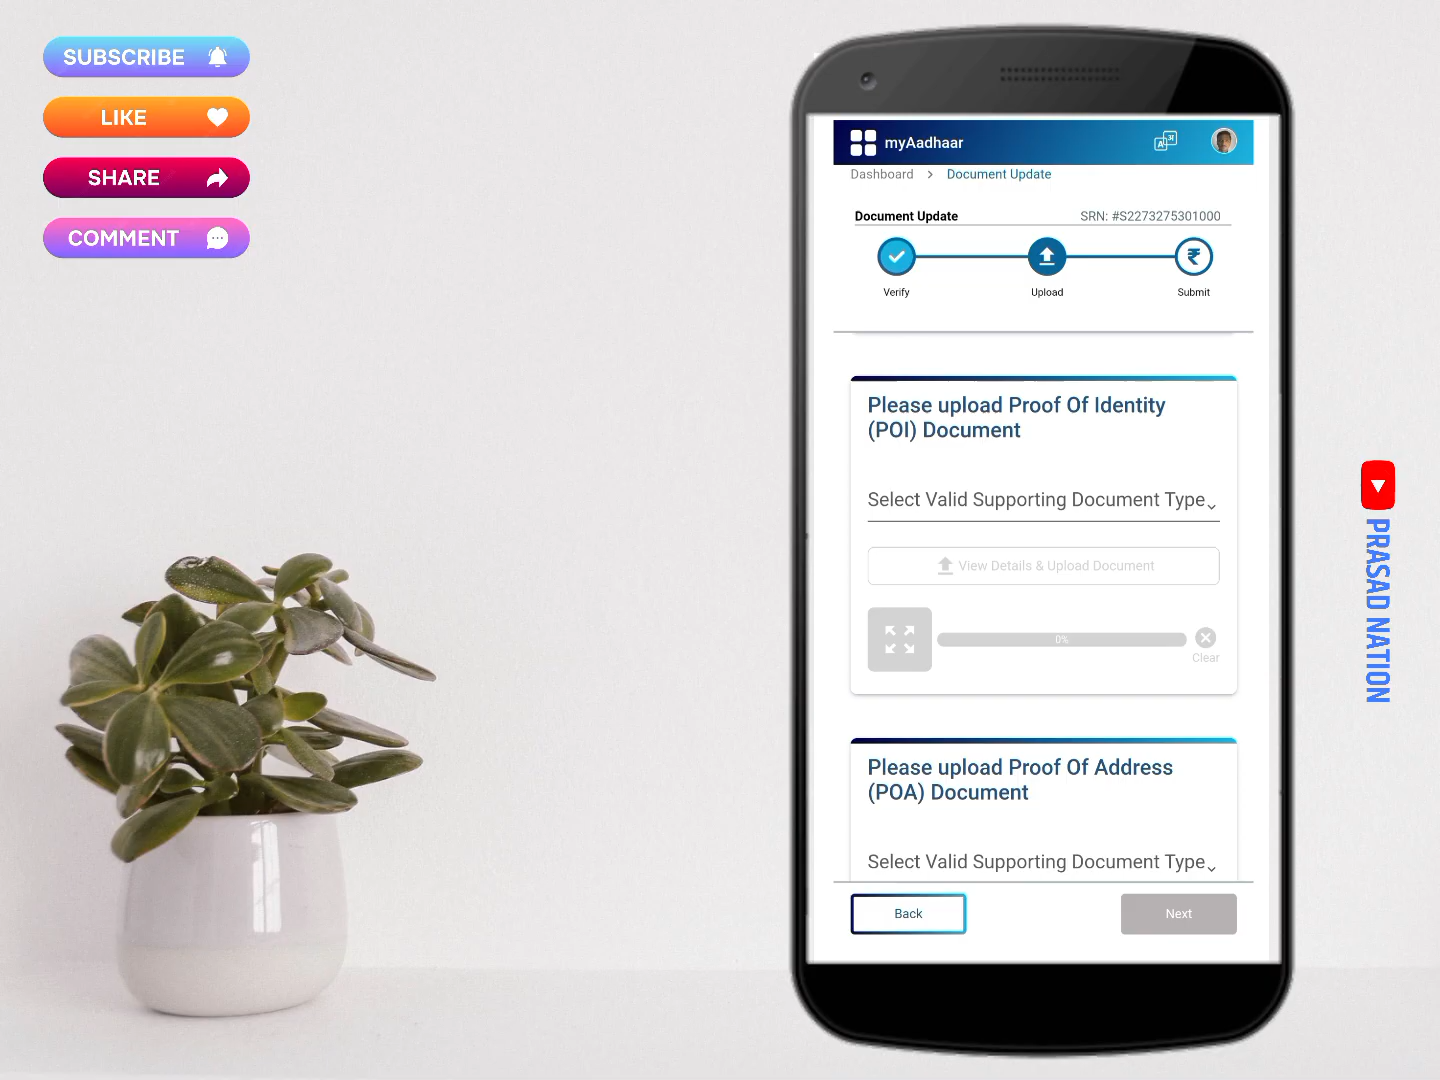 SUBSCRIBE
LIKE
SHARE
COMMENT
myAadhaar
Dashboard > Document Update
Document Update SRN: #S2273275301000
Verify Upload Submit
Please upload Proof Of Identity
(POI) Document
Select Valid Supporting Document Type
View Details & Upload Document
0%
Clear
Please upload Proof Of Address
(POA) Document
Select Valid Supporting Document Type
Back Next
PRASAD NATION